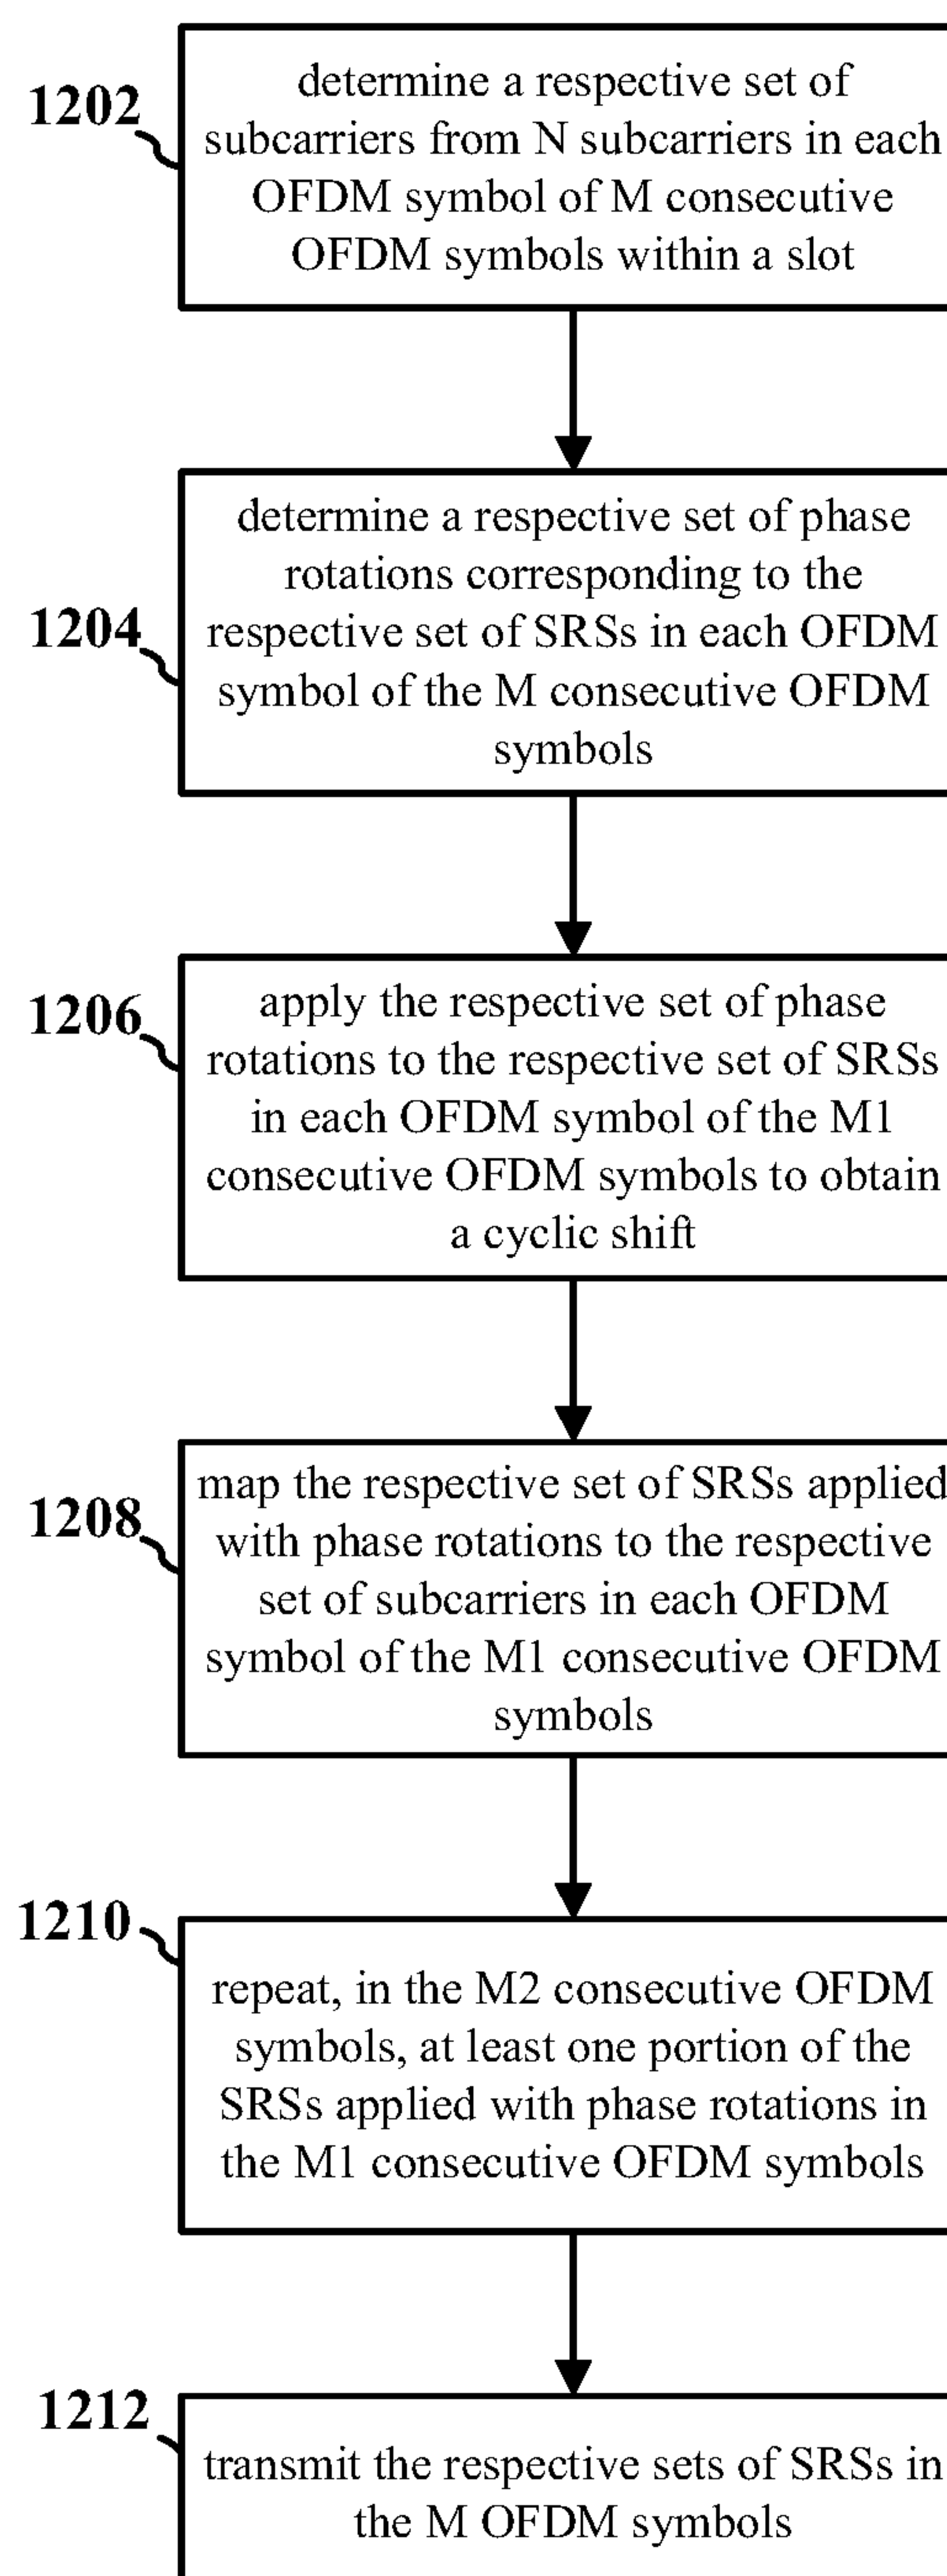 1202
determine a respective set of
subcarriers from N subcarriers in each
OFDM symbol of M consecutive
OFDM symbols within a slot
1204
determine a respective set of phase
rotations corresponding to the
respective set of SRSs in each OFDM
symbol of the M consecutive OFDM
symbols
1206
apply the respective set of phase
rotations to the respective set of SRSs
in each OFDM symbol of the M1
consecutive OFDM symbols to obtain
a cyclic shift
1208
map the respective set of SRSs applied
with phase rotations to the respective
set of subcarriers in each OFDM
symbol of the M1 consecutive OFDM
symbols
1210
repeat, in the M2 consecutive OFDM
symbols, at least one portion of the
SRSs applied with phase rotations in
the M1 consecutive OFDM symbols
1212
transmit the respective sets of SRSs in
the M OFDM symbols